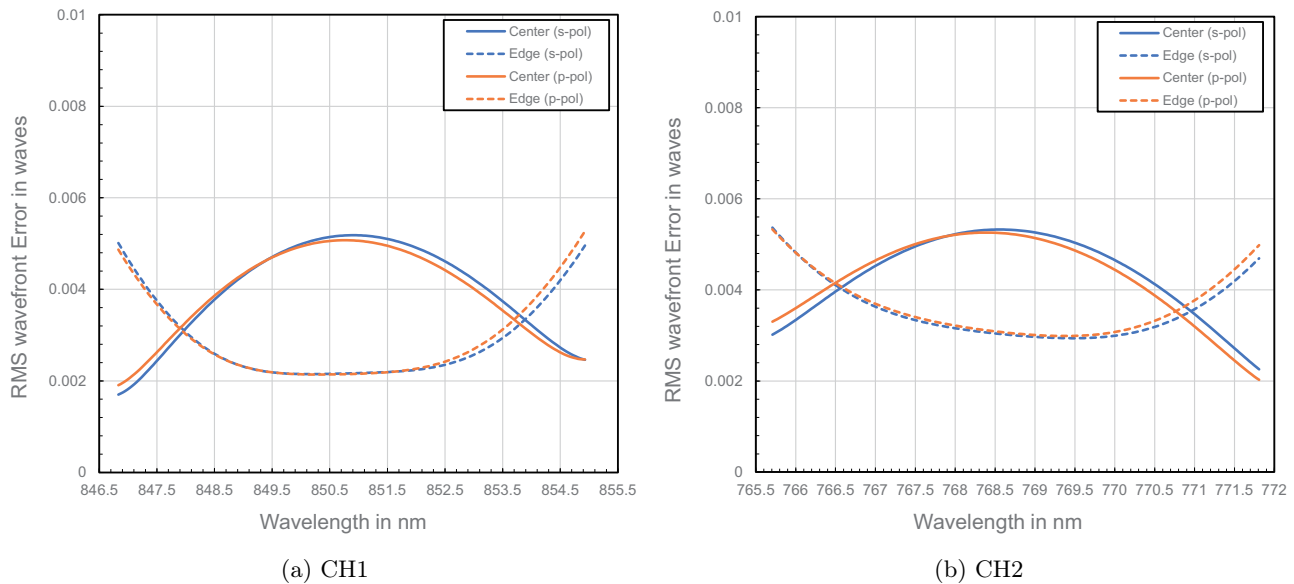 0.01
0.008
0.006
0.004
0.002
0
RMS wavefront Error in waves
Center (s-pol)
Edge (s-pol)
Center (p-pol)
Edge (p-pol)
846.5 847.5 848.5 849.5 850.5 851.5 852.5 853.5 854.5 855.5
Wavelength in nm
(a) CH1
0.01
0.008
0.006
0.004
0.002
0
RMS wavefront Error in waves
Center (s-pol)
Edge (s-pol)
Center (p-pol)
Edge (p-pol)
765.5 766 766.5 767 767.5 768 768.5 769 769.5 770 770.5 771 771.5 772
Wavelength in nm
(b) CH2